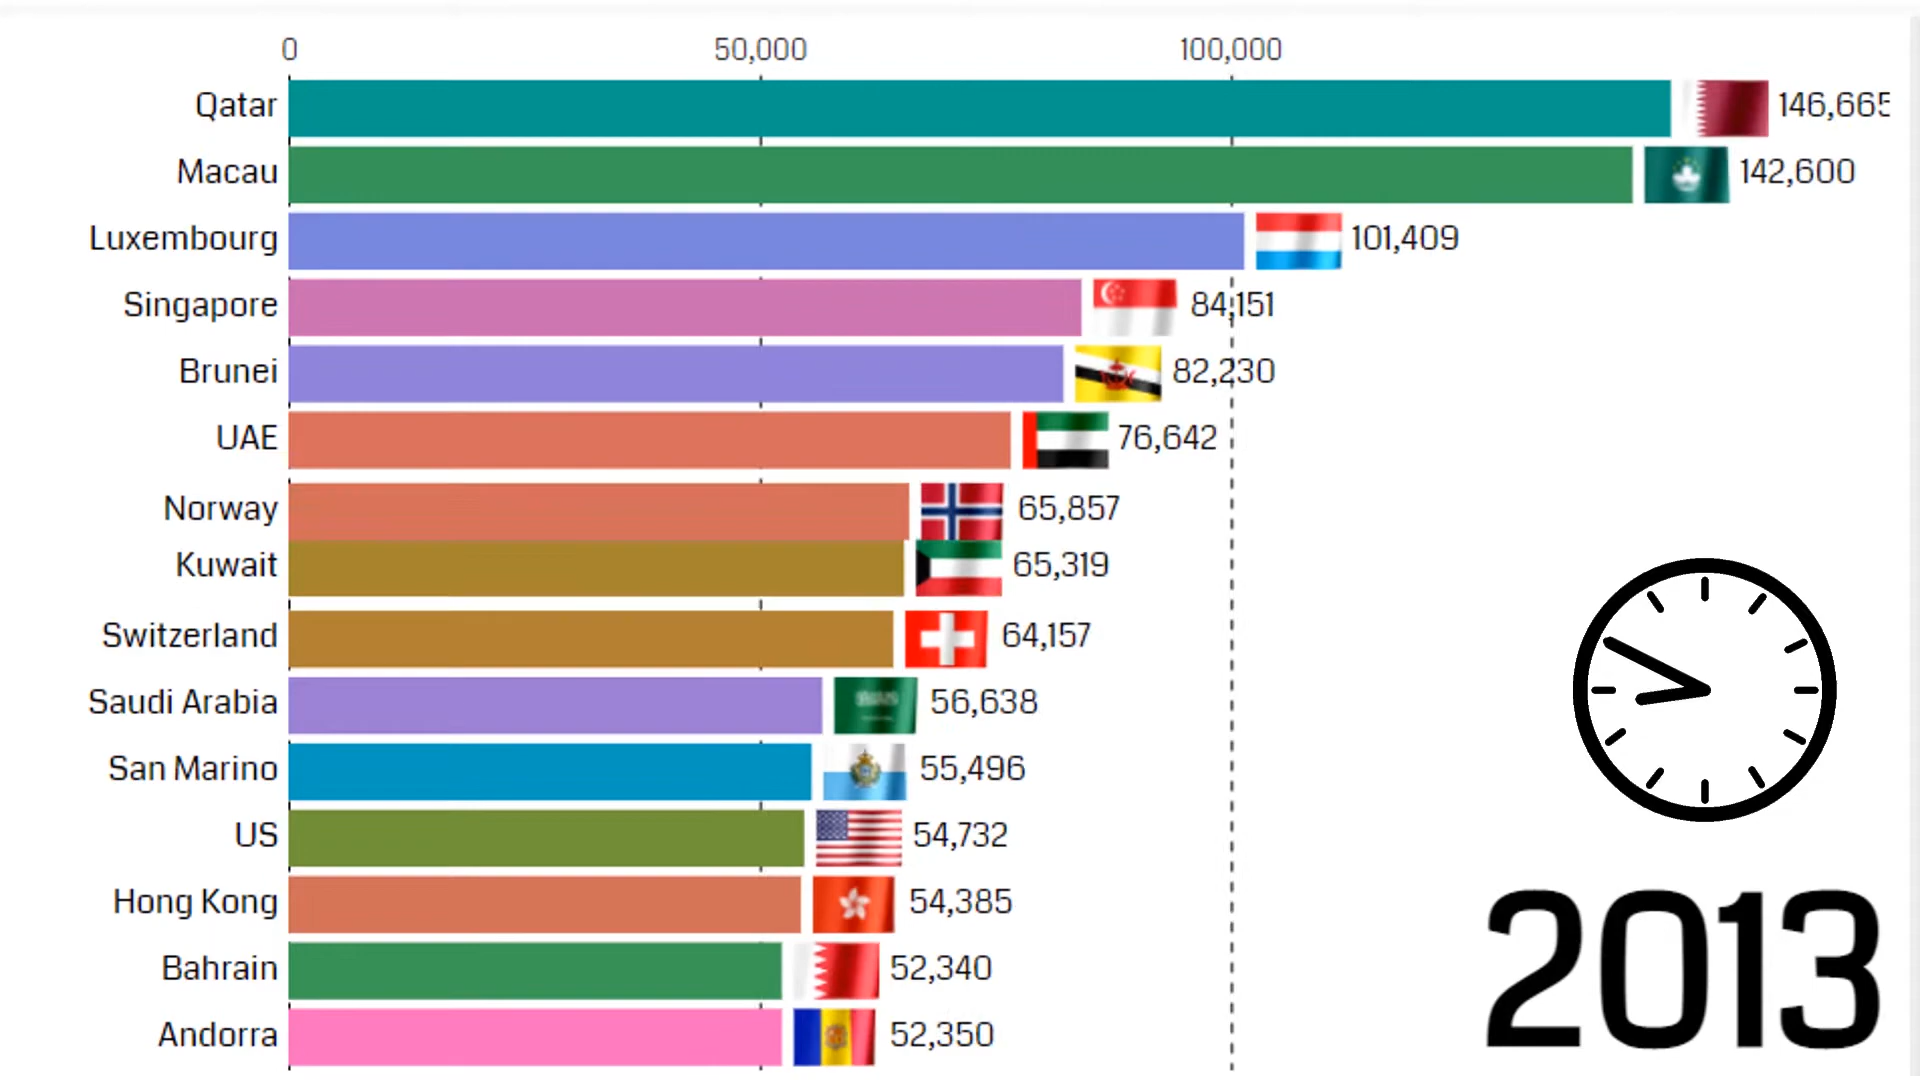 0 50,000 100,000
Qatar 146,665
Macau 142,600
Luxembourg 101,409
Singapore 84,151
Brunei 82,230
UAE 76,642
Norway 65,857
Kuwait 65,319
Switzerland 64,157
Saudi Arabia 56,638
San Marino 55,496
US 54,732
Hong Kong 54,385
Bahrain 52,340
Andorra 52,350
2013